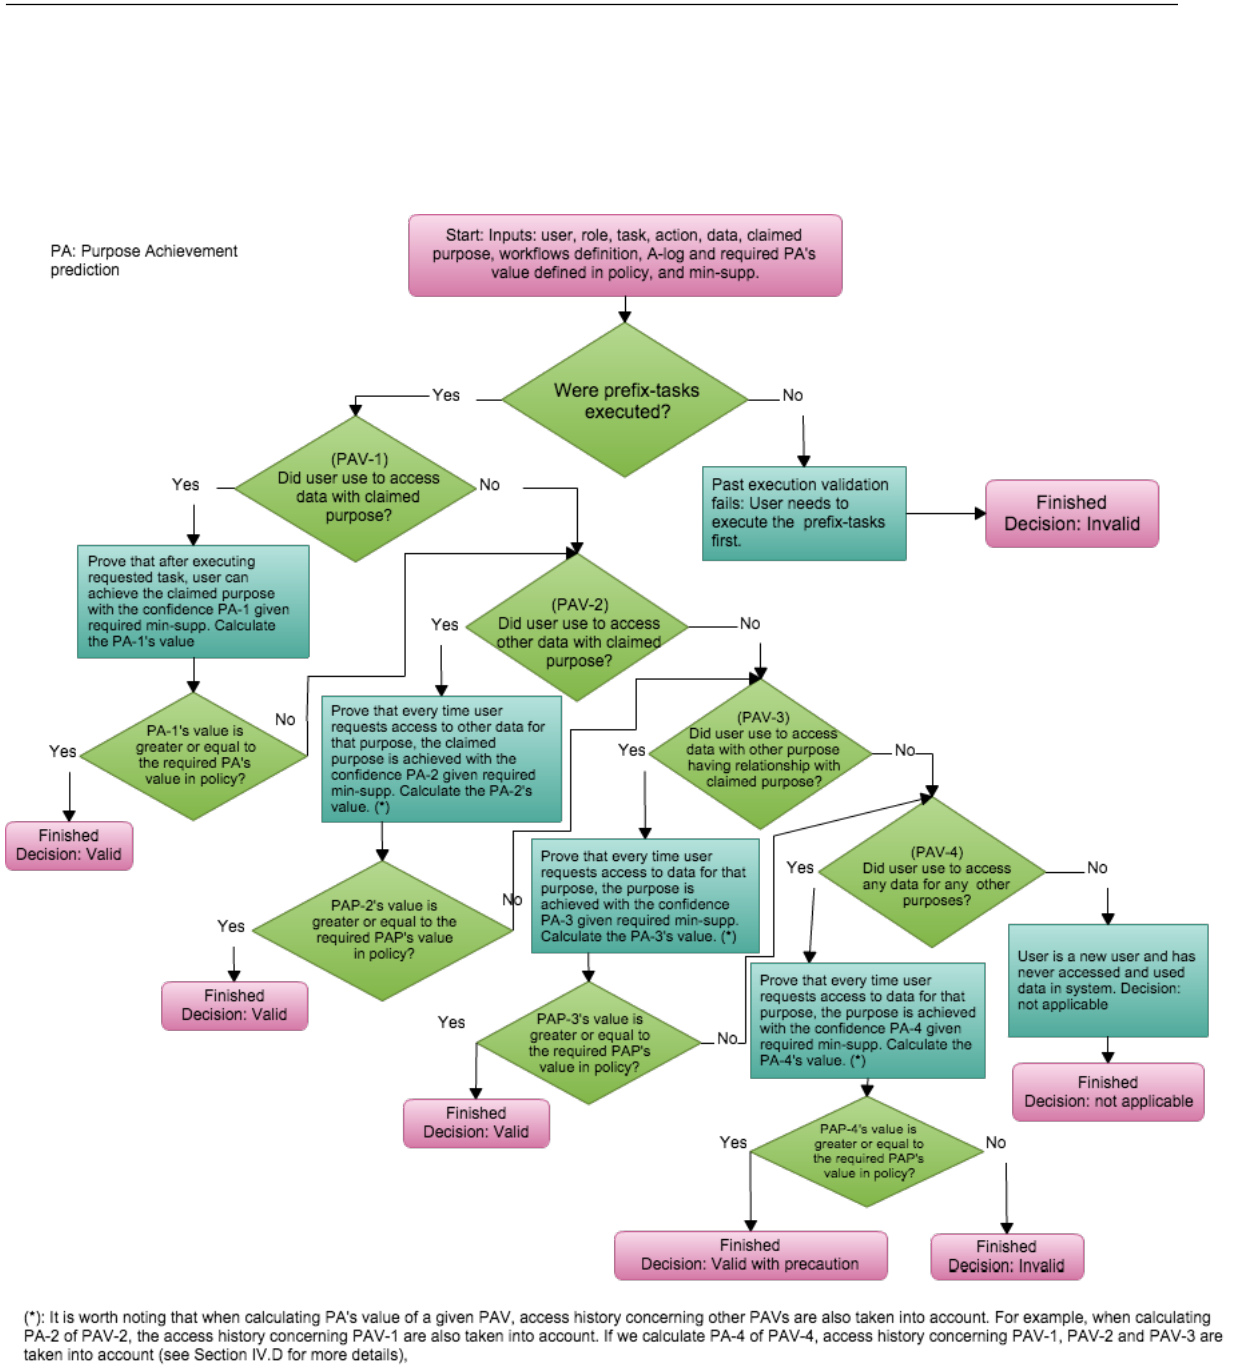 PA: Purpose Achievement
prediction
Start: Inputs: user, role, task, action, data, claimed
purpose, workflows definition, A-log and required PA's
value defined in policy, and min-supp.
Were prefix-tasks
executed?
Yes
No
(PAV-1)
Did user use to access
data with claimed
purpose?
Yes
No
Past execution validation
fails: User needs to
execute the prefix-tasks
first.
Finished
Decision: Invalid
Prove that after executing
requested task, user can
achieve the claimed purpose
with the confidence PA-1 given
required min-supp. Calculate
the PA-1's value
(PAV-2)
Did user use to access
other data with claimed
purpose?
Yes
No
PA-1's value is
greater or equal to
the required PA's
value in policy?
Yes
No
Finished
Decision: Valid
Prove that every time user
requests access to other data for
that purpose, the claimed
purpose is achieved with the
confidence PA-2 given required
min-supp. Calculate the PA-2's
value. (*)
(PAV-3)
Did user use to access
data with other purpose
having relationship with
claimed purpose?
Yes
No
PAP-2's value is
greater or equal to the
required PAP's value
in policy?
Yes
No
Finished
Decision: Valid
Prove that every time user
requests access to data for that
purpose, the purpose is
achieved with the confidence
PA-3 given required min-supp.
Calculate the PA-3's value. (*)
(PAV-4)
Did user use to access
any data for any other
purposes?
Yes
No
User is a new user and has
never accessed and used
data in system. Decision:
not applicable
Finished
Decision: not applicable
PAP-3's value is
greater or equal to
the required PAP's
value in policy?
Yes
No
Finished
Decision: Valid
Prove that every time user
requests access to data for that
purpose, the purpose is achieved
with the confidence PA-4 given
required min-supp. Calculate the
PA-4's value. (*)
PAP-4's value is
greater or equal to
the required PAP's
value in policy?
Yes
No
Finished
Decision: Valid with precaution
Finished
Decision: Invalid
(*): It is worth noting that when calculating PA's value of a given PAV, access history concerning other PAVs are also taken into account. For example, when calculating
PA-2 of PAV-2, the access history concerning PAV-1 are also taken into account. If we calculate PA-4 of PAV-4, access history concerning PAV-1, PAV-2 and PAV-3 are
taken into account (see Section IV.D for more details),